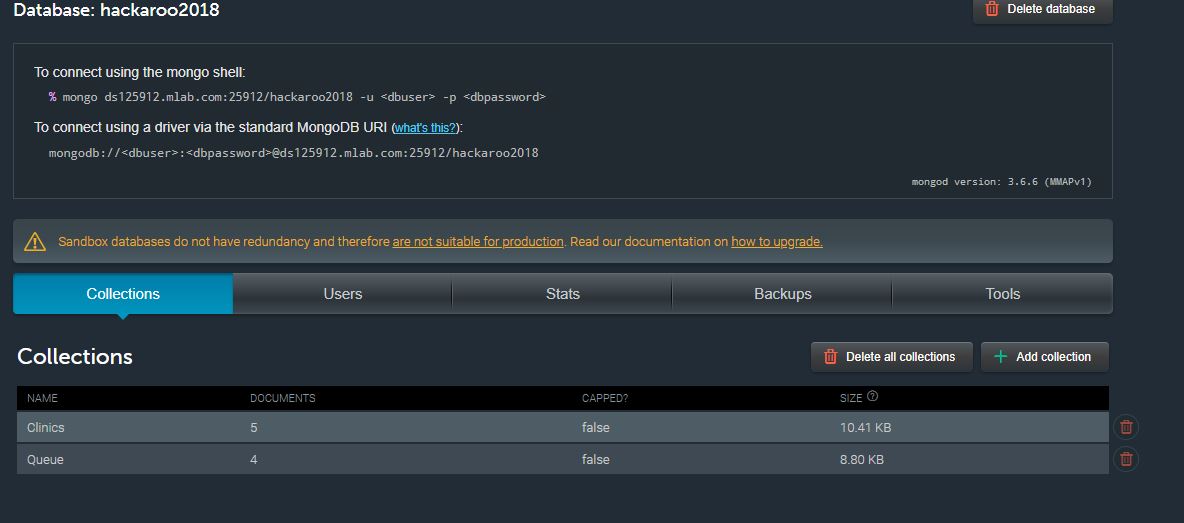 Database: hackaroo2018
Delete database
To connect using the mongo shell:
% mongo ds125912.mlab.com:25912/hackaroo2018 -u <dbuser> -p <dbpassword>
To connect using a driver via the standard MongoDB URI (what's this?):
mongodb://<dbuser>:<dbpassword>@ds125912.mlab.com:25912/hackaroo2018
mongod version: 3.6.6 (MMAPv1)
Sandbox databases do not have redundancy and therefore are not suitable for production. Read our documentation on how to upgrade.
Collections Users Stats Backups Tools
Collections
Delete all collections
Add collection
NAME DOCUMENTS CAPPED? SIZE ?
Clinics 5 false 10.41 KB
Queue 4 false 8.80 KB